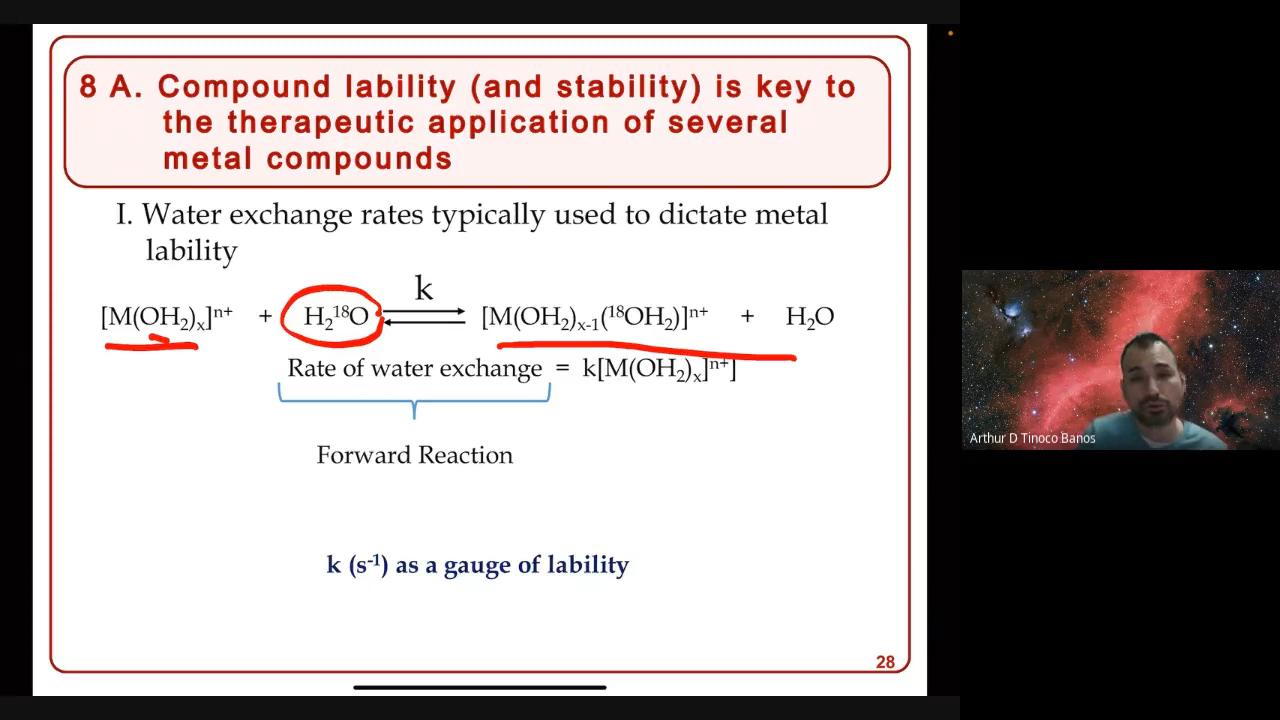 8 A. Compound lability (and stability) is key to
the therapeutic application of several
metal compounds
I. Water exchange rates typically used to dictate metal
lability
[M(OH₂)ₓ]ⁿ⁺ + H₂¹⁸O k [M(OH₂)ₓ₋₁(¹⁸OH₂)]ⁿ⁺ + H₂O
Rate of water exchange = k[M(OH₂)ₓ]ⁿ⁺]
Forward Reaction
k (s⁻¹) as a gauge of lability
28
Arthur D Tinoco Banos